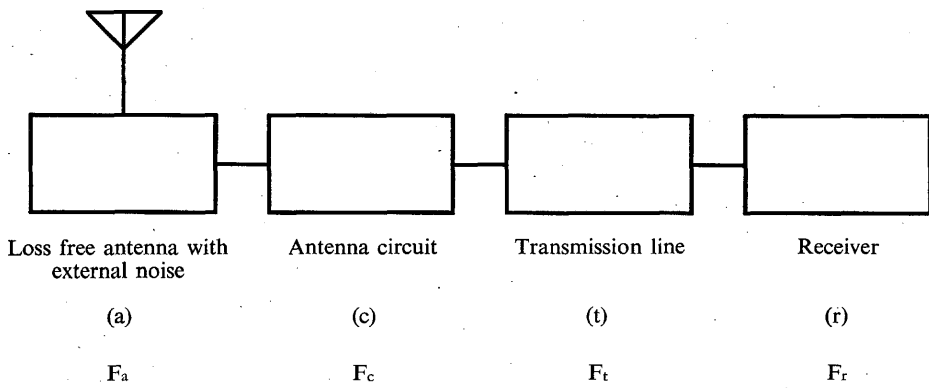 Loss free antenna with
external noise
Antenna circuit
Transmission line
Receiver
(a)
(c)
(t)
(r)
Fa
Fc
Ft
Fr